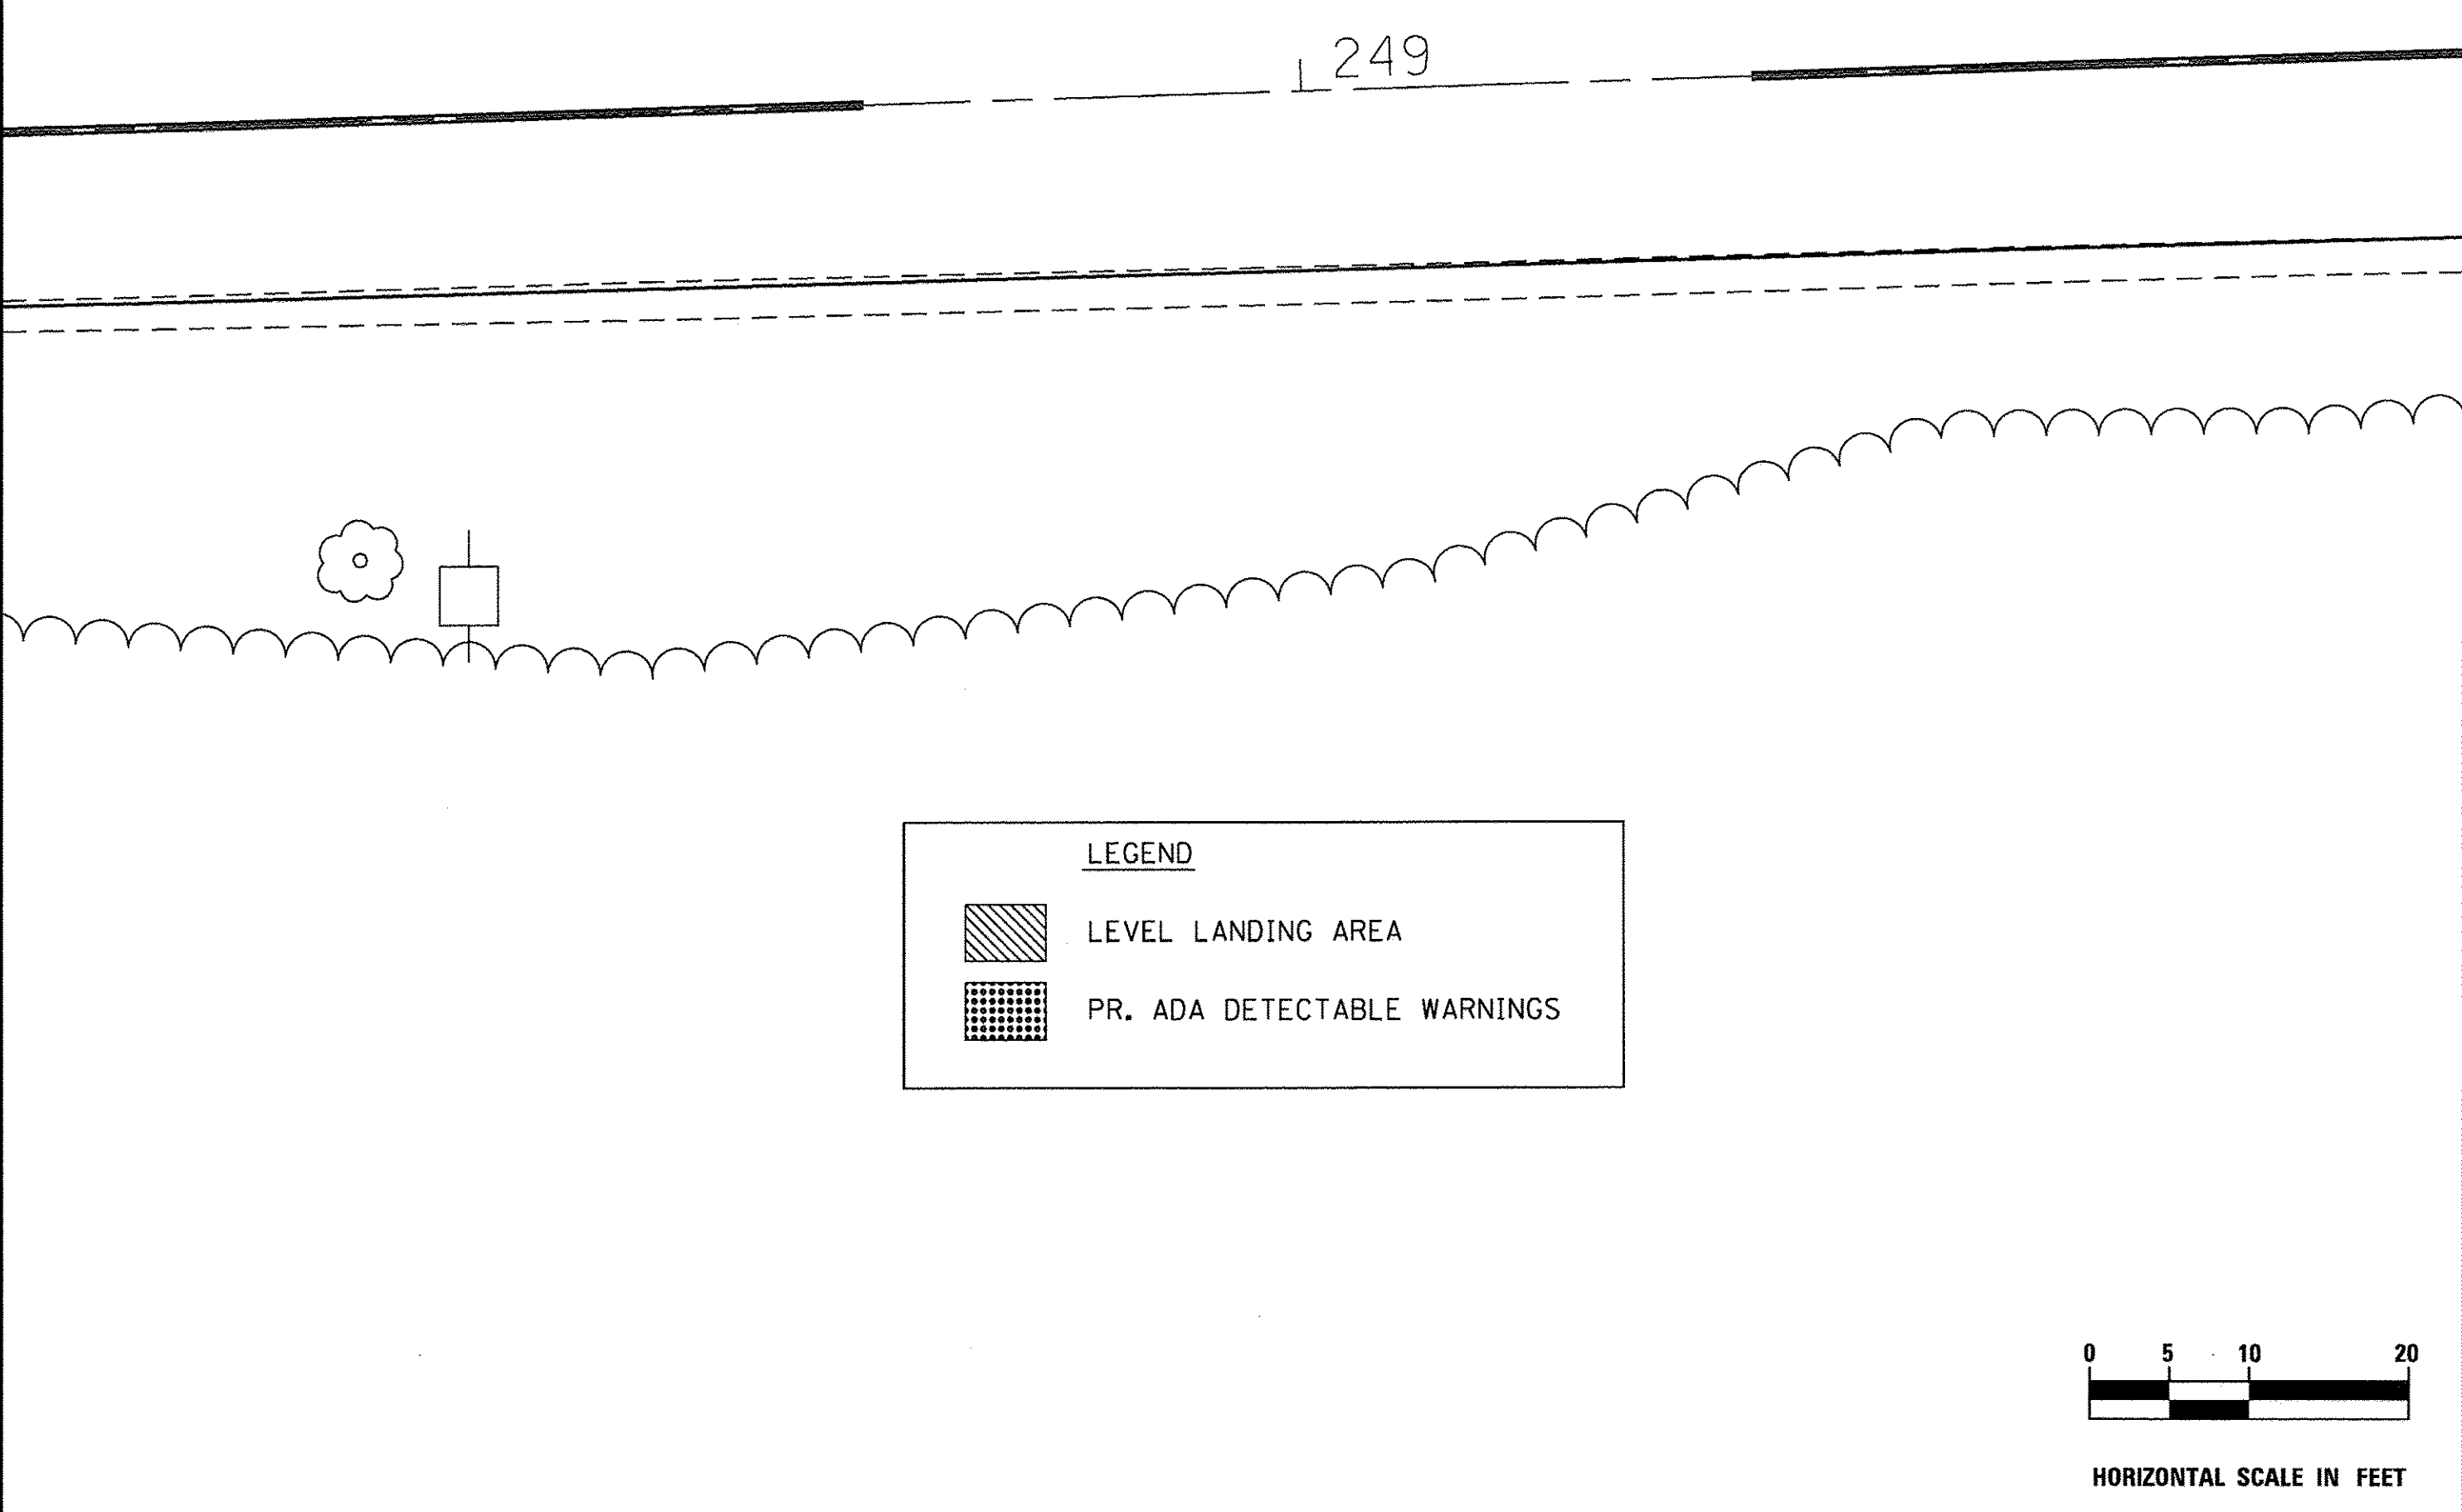 249
LEGEND
LEVEL LANDING AREA
PR. ADA DETECTABLE WARNINGS
0 5 10 20
HORIZONTAL SCALE IN FEET